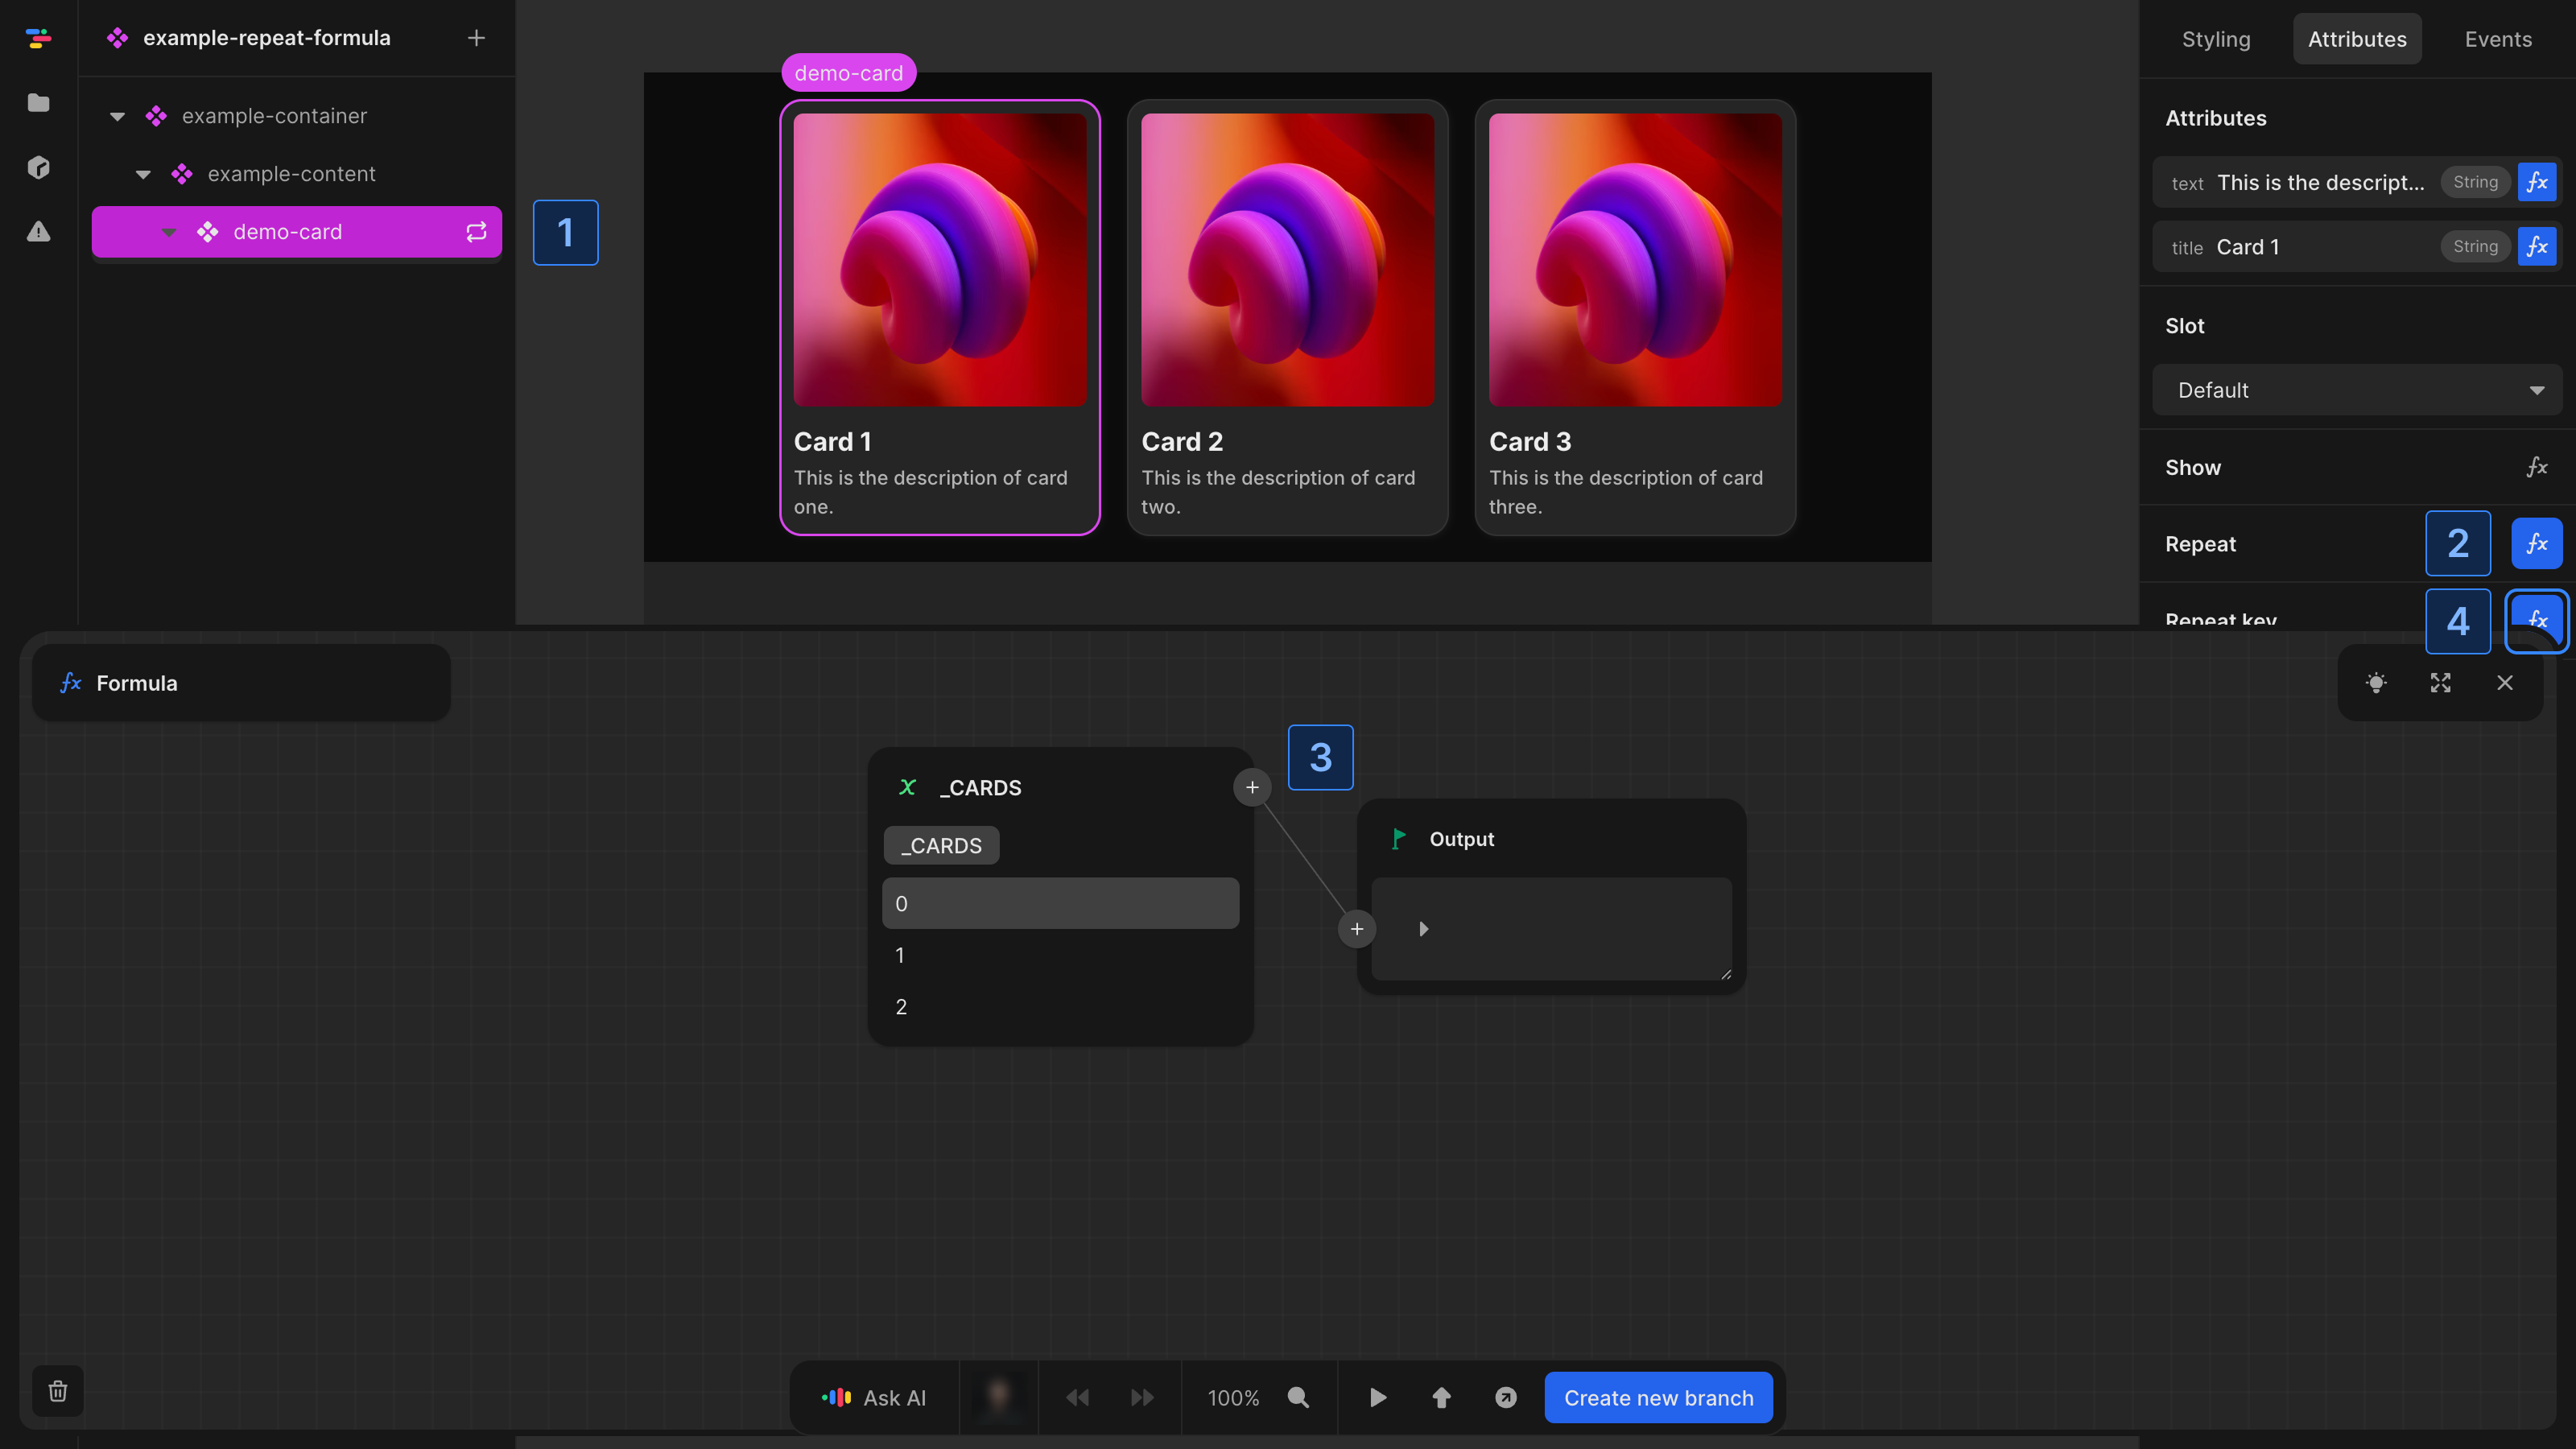 example-repeat-formula
example-container
example-content
demo-card
1
demo-card
Card 1
This is the description of card
one.
Card 2
This is the description of card
two.
Card 3
This is the description of card
three.
Styling Attributes Events
Attributes
text This is the descript... String fx
title Card 1 String fx
Slot
Default
Show fx
Repeat 2 fx
Repeat key 4 fx
fx Formula
3
_CARDS
_CARDS
0
1
2
Output
Ask AI 100% Create new branch